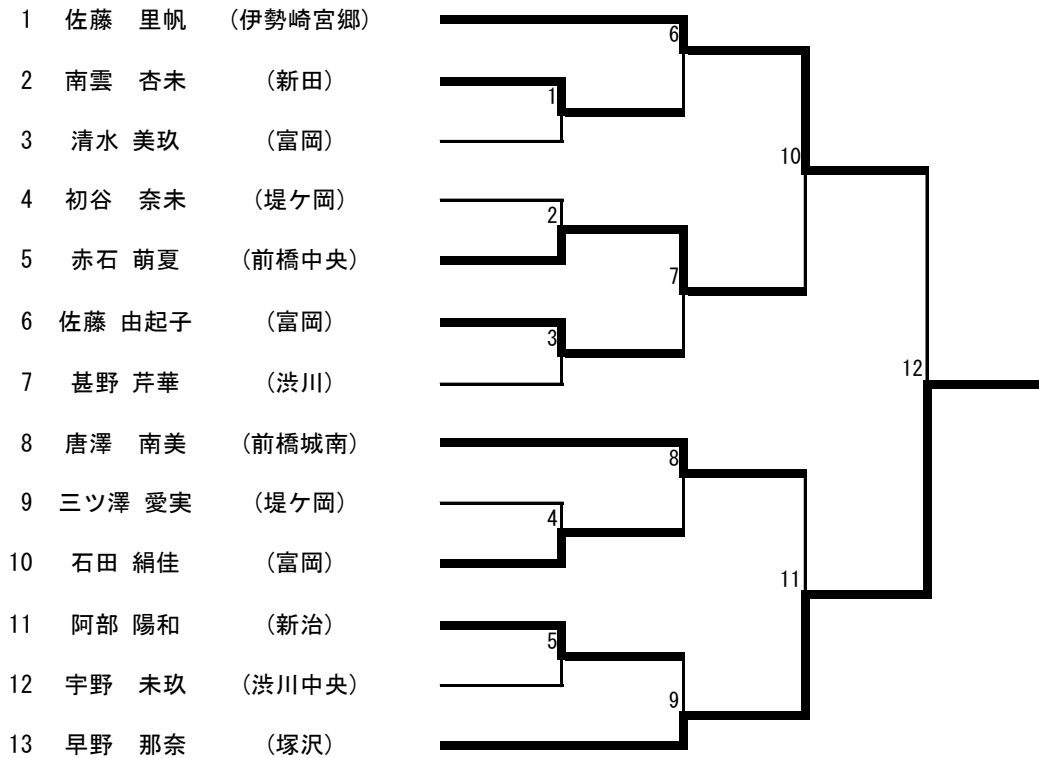 1 佐藤　里帆 （伊勢崎宮郷）
6
2 南雲　杏未 （新田）
1
3 清水 美玖 （富岡）
10
4 初谷　奈未 （堤ケ岡）
2
5 赤石 萌夏 （前橋中央）
7
6 佐藤 由起子 （富岡）
3
7 甚野 芹華 （渋川）
12
8 唐澤　南美 （前橋城南）
8
9 三ツ澤 愛実 （堤ケ岡）
4
10 石田 絹佳 （富岡）
11
11 阿部 陽和 （新治）
5
12 宇野　未玖 （渋川中央）
9
13 早野　那奈 （塚沢）